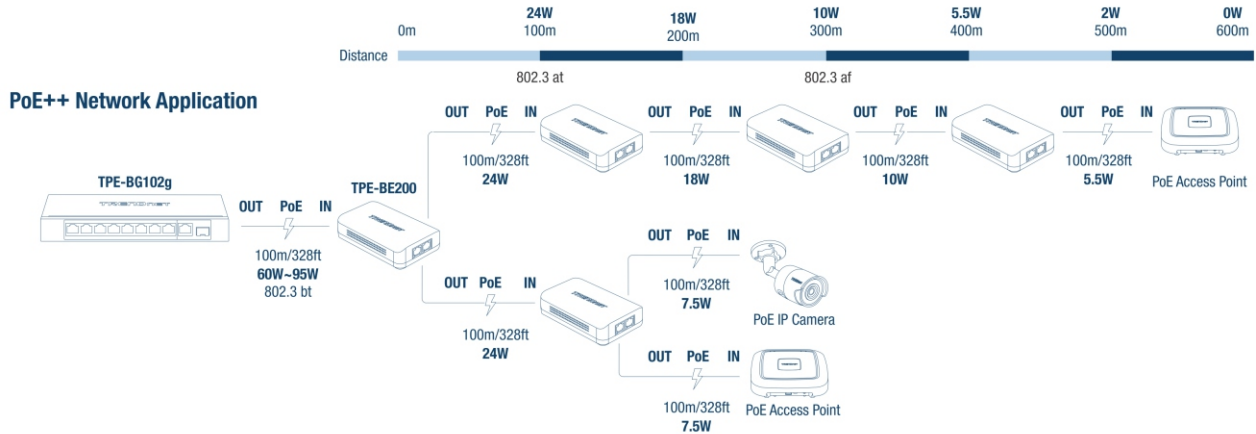 24W 18W 10W 5.5W 2W 0W
0m 100m 200m 300m 400m 500m 600m
Distance
802.3 at 802.3 af
PoE++ Network Application
OUT PoE IN OUT PoE IN OUT PoE IN OUT PoE IN
100m/328ft 100m/328ft 100m/328ft 100m/328ft
24W 18W 10W 5.5W
PoE Access Point
TPE-BG102g
TRENDNET
TPE-BE200
OUT PoE IN
100m/328ft
60W~95W
802.3 bt
OUT PoE IN
100m/328ft
7.5W
PoE IP Camera
OUT PoE IN
100m/328ft
24W
OUT PoE IN
100m/328ft
7.5W
PoE Access Point